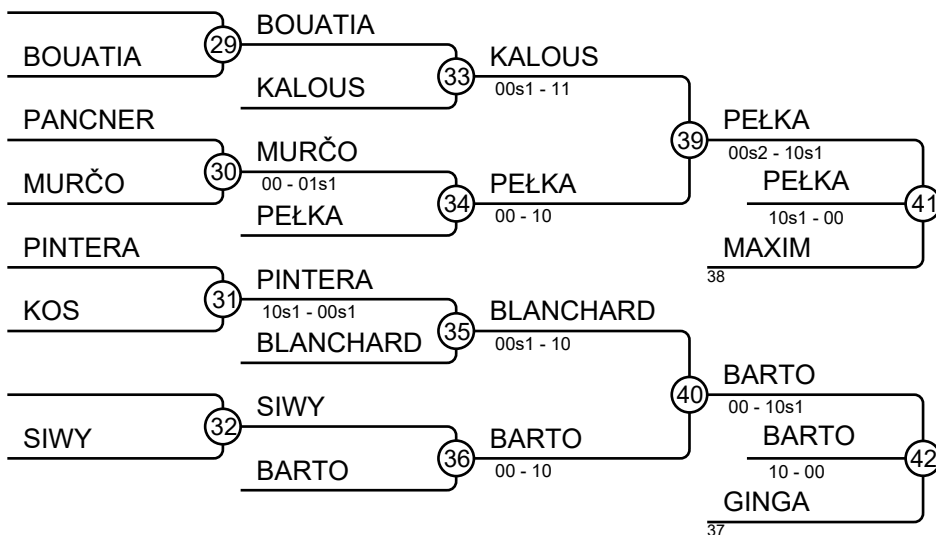 BOUATIA
29
BOUATIA
KALOUS
33
KALOUS
00s1 - 11
PANCNER
MURČO
30
MURČO
00 - 01s1
PEŁKA
34
PEŁKA
00 - 10
39
PEŁKA
00s2 - 10s1
PEŁKA
10s1 - 00
41
MAXIM
38
PINTERA
KOS
31
PINTERA
10s1 - 00s1
BLANCHARD
35
BLANCHARD
00s1 - 10
SIWY
32
SIWY
BARTO
36
BARTO
00 - 10
40
BARTO
00 - 10s1
BARTO
10 - 00
42
GINGA
37